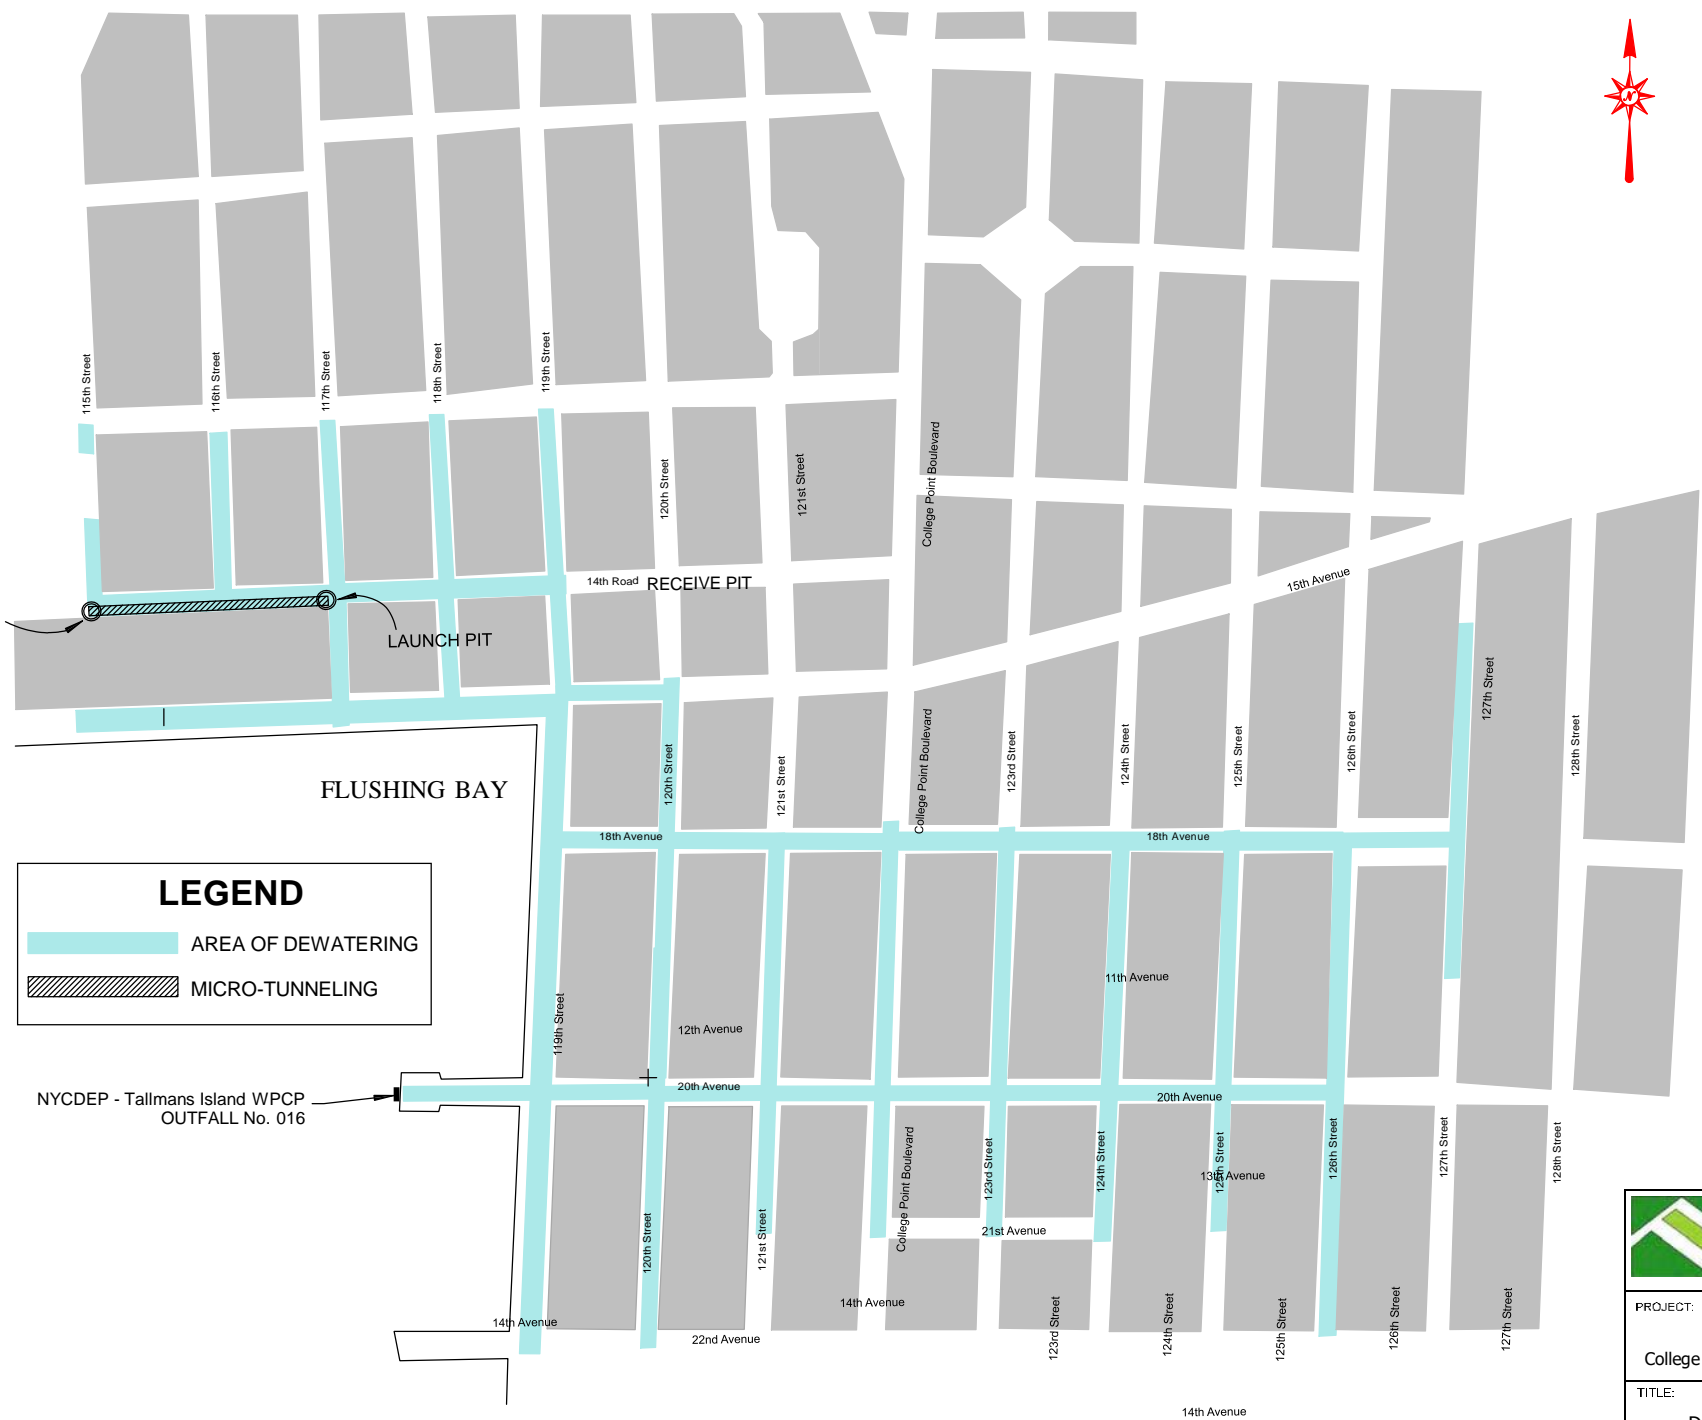 N
115th Street
116th Street
117th Street
118th Street
119th Street
120th Street
121st Street
College Point Boulevard
14th Road
RECEIVE PIT
LAUNCH PIT
15th Avenue
127th Street
128th Street
FLUSHING BAY
120th Street
121st Street
College Point Boulevard
123rd Street
124th Street
125th Street
126th Street
18th Avenue
18th Avenue
LEGEND
AREA OF DEWATERING
MICRO-TUNNELING
119th Street
12th Avenue
11th Avenue
20th Avenue
20th Avenue
NYCDEP - Tallmans Island WPCP
OUTFALL No. 016
120th Street
121st Street
College Point Boulevard
123rd Street
124th Street
125th Street
13th Avenue
126th Street
127th Street
128th Street
21st Avenue
14th Avenue
14th Avenue
22nd Avenue
123rd Street
124th Street
125th Street
126th Street
127th Street
14th Avenue
PROJECT:
College
TITLE: